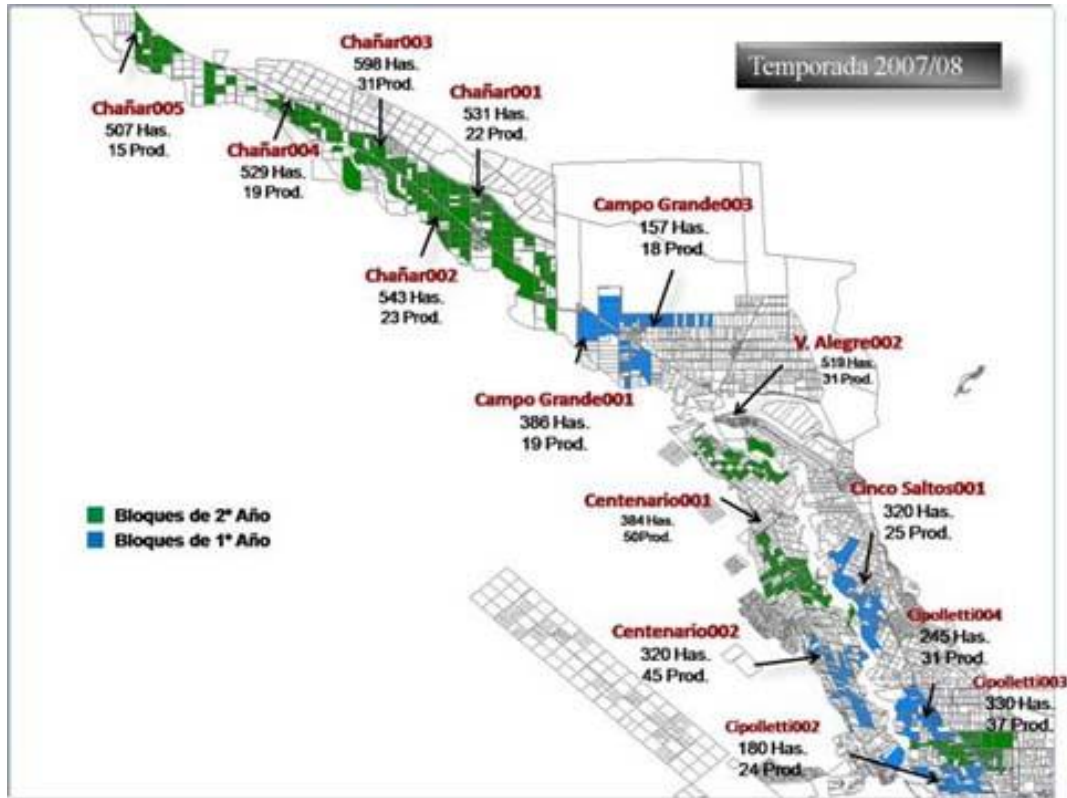 Temporada 2007/08
Chañar003
598 Has.
31Prod.
Chañar001
531 Has.
22 Prod.
Chañar005
507 Has.
15 Prod.
Chañar004
529 Has.
19 Prod.
Campo Grande003
157 Has.
18 Prod.
Chañar002
543 Has.
23 Prod.
V. Alegre002
519 Has.
31 Prod.
Campo Grande001
386 Has.
19 Prod.
Cinco Saltos001
320 Has.
25 Prod.
Centenario001
384 Has.
50Prod.
Bloques de 2° Año
Bloques de 1° Año
Cipolletti004
245 Has.
31 Prod.
Centenario002
320 Has.
45 Prod.
Cipolletti003
330 Has.
37 Prod.
Cipolletti002
180 Has.
24 Prod.